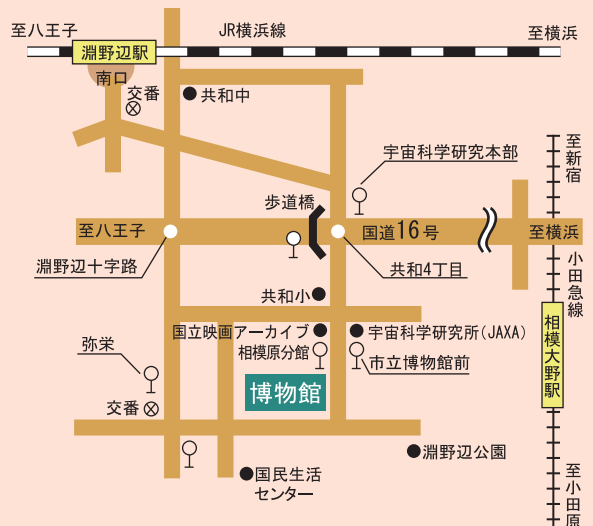 至八王子
JR横浜線
至横浜
淵野辺駅
南口
交番
共和中
至新宿
宇宙科学研究本部
歩道橋
至八王子
国道16号
至横浜
淵野辺十字路
共和4丁目
小田急線
共和小
国立映画アーカイブ
相模原分館
宇宙科学研究所(JAXA)
市立博物館前
相模大野駅
弥栄
博物館
交番
淵野辺公園
国民生活
センター
至小田原